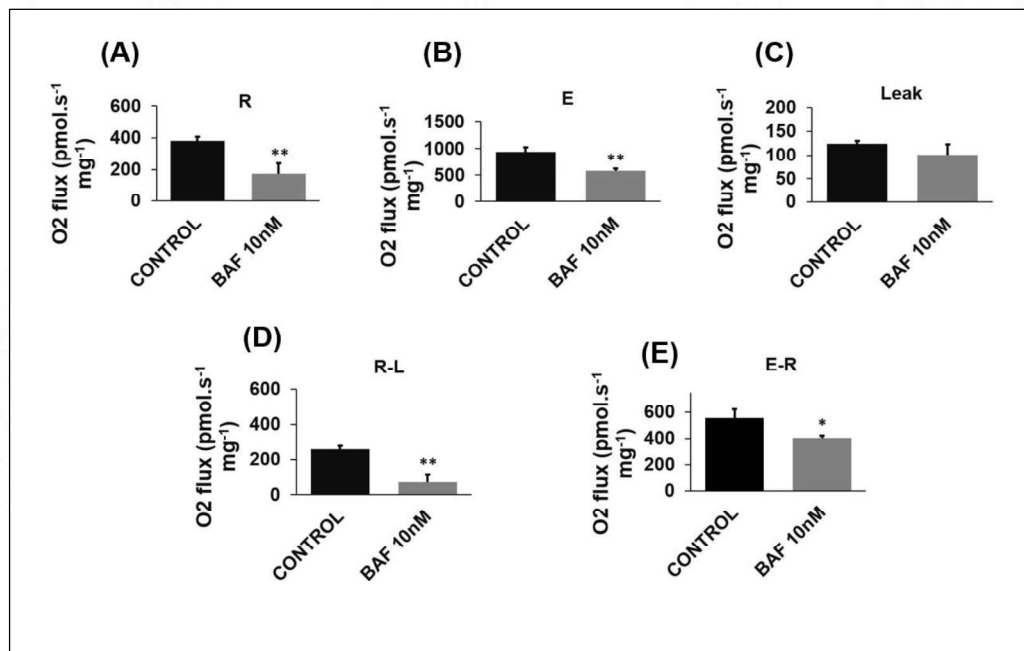 (A)
R
O2 flux (pmol.s-1
mg-1)
600
400
200
0
**
CONTROL
BAF 10nM
(B)
E
O2 flux (pmol.s-1
mg-1)
1500
1000
500
0
**
CONTROL
BAF 10nM
(C)
Leak
O2 flux (pmol.s-1
mg-1)
200
150
100
50
0
CONTROL
BAF 10nM
(D)
R-L
O2 flux (pmol.s-1
mg-1)
600
400
200
0
**
CONTROL
BAF 10nM
(E)
E-R
O2 flux (pmol.s-1
mg-1)
600
400
200
0
*
CONTROL
BAF 10nM